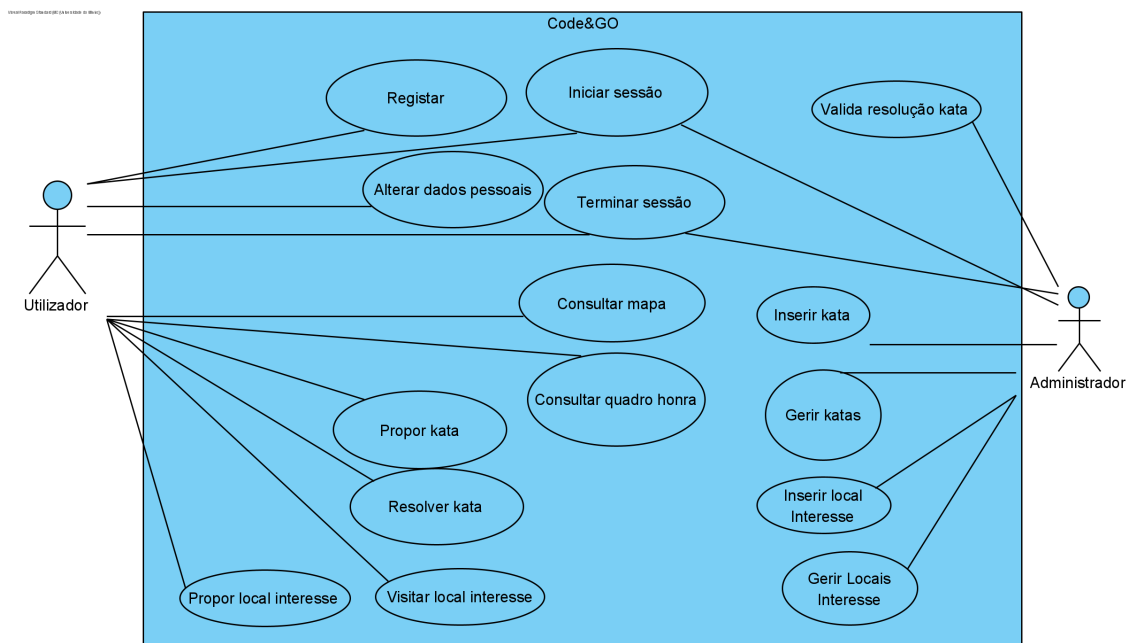 Code&GO
Registar
Iniciar sessão
Valida resolução kata
Alterar dados pessoais
Terminar sessão
Utilizador
Consultar mapa
Inserir kata
Administrador
Consultar quadro honra
Gerir katas
Propor kata
Resolver kata
Inserir local
Interesse
Gerir Locais
Interesse
Propor local interesse
Visitar local interesse